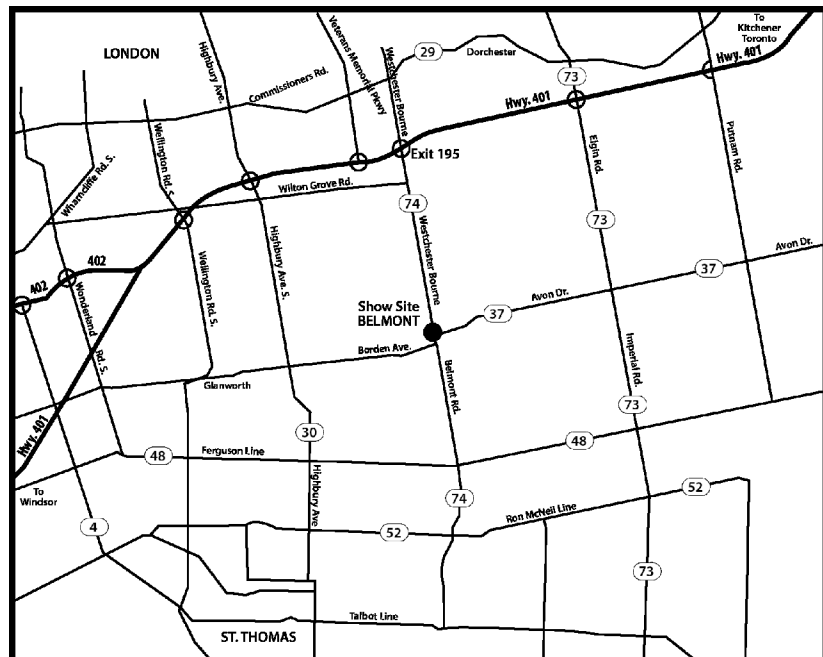 To
Kitchener
Toronto
LONDON
Highbury Ave.
Veterans Memorial Pkwy
Westchester Bourne
29
Dorchester
73
Hwy. 401
Commissioners Rd.
Hwy. 401
Wellington Rd. S.
Exit 195
Elgin Rd.
Putnam Rd.
Wharncliffe Rd. S.
Wilton Grove Rd.
74
Westchester Bourne
73
Highbury Ave. S.
Wellington Rd. S.
402
402
Avon Dr.
37
Wonderland Rd. S.
Avon Dr.
37
Show Site
BELMONT
Borden Ave.
Imperial Rd.
Glanworth
Belmont Rd.
73
Hwy. 401
30
48
48
Ferguson Line
To
Windsor
Highbury Ave.
74
52
Ron McNeil Line
4
52
73
Talbot Line
ST. THOMAS